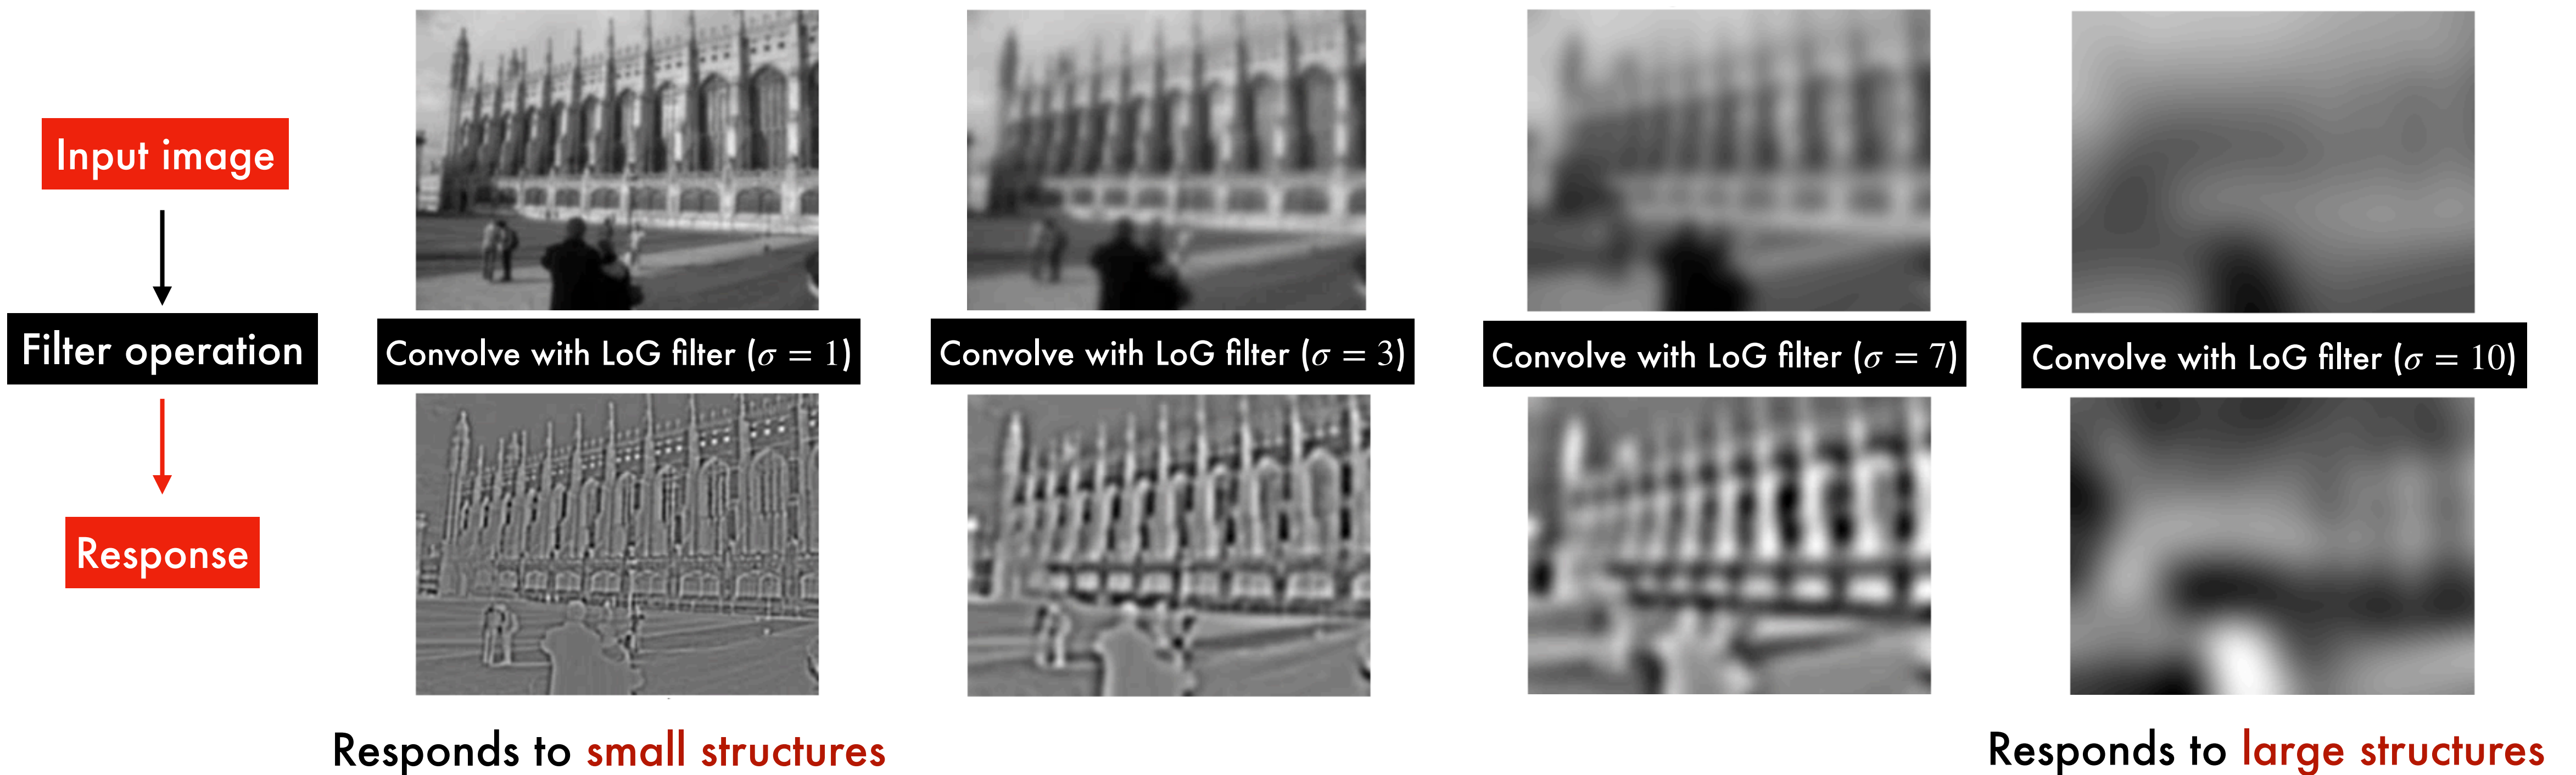 Input image
Filter operation
Response
Convolve with LoG filter (σ = 1)
Convolve with LoG filter (σ = 3)
Convolve with LoG filter (σ = 7)
Convolve with LoG filter (σ = 10)
Responds to small structures
Responds to large structures